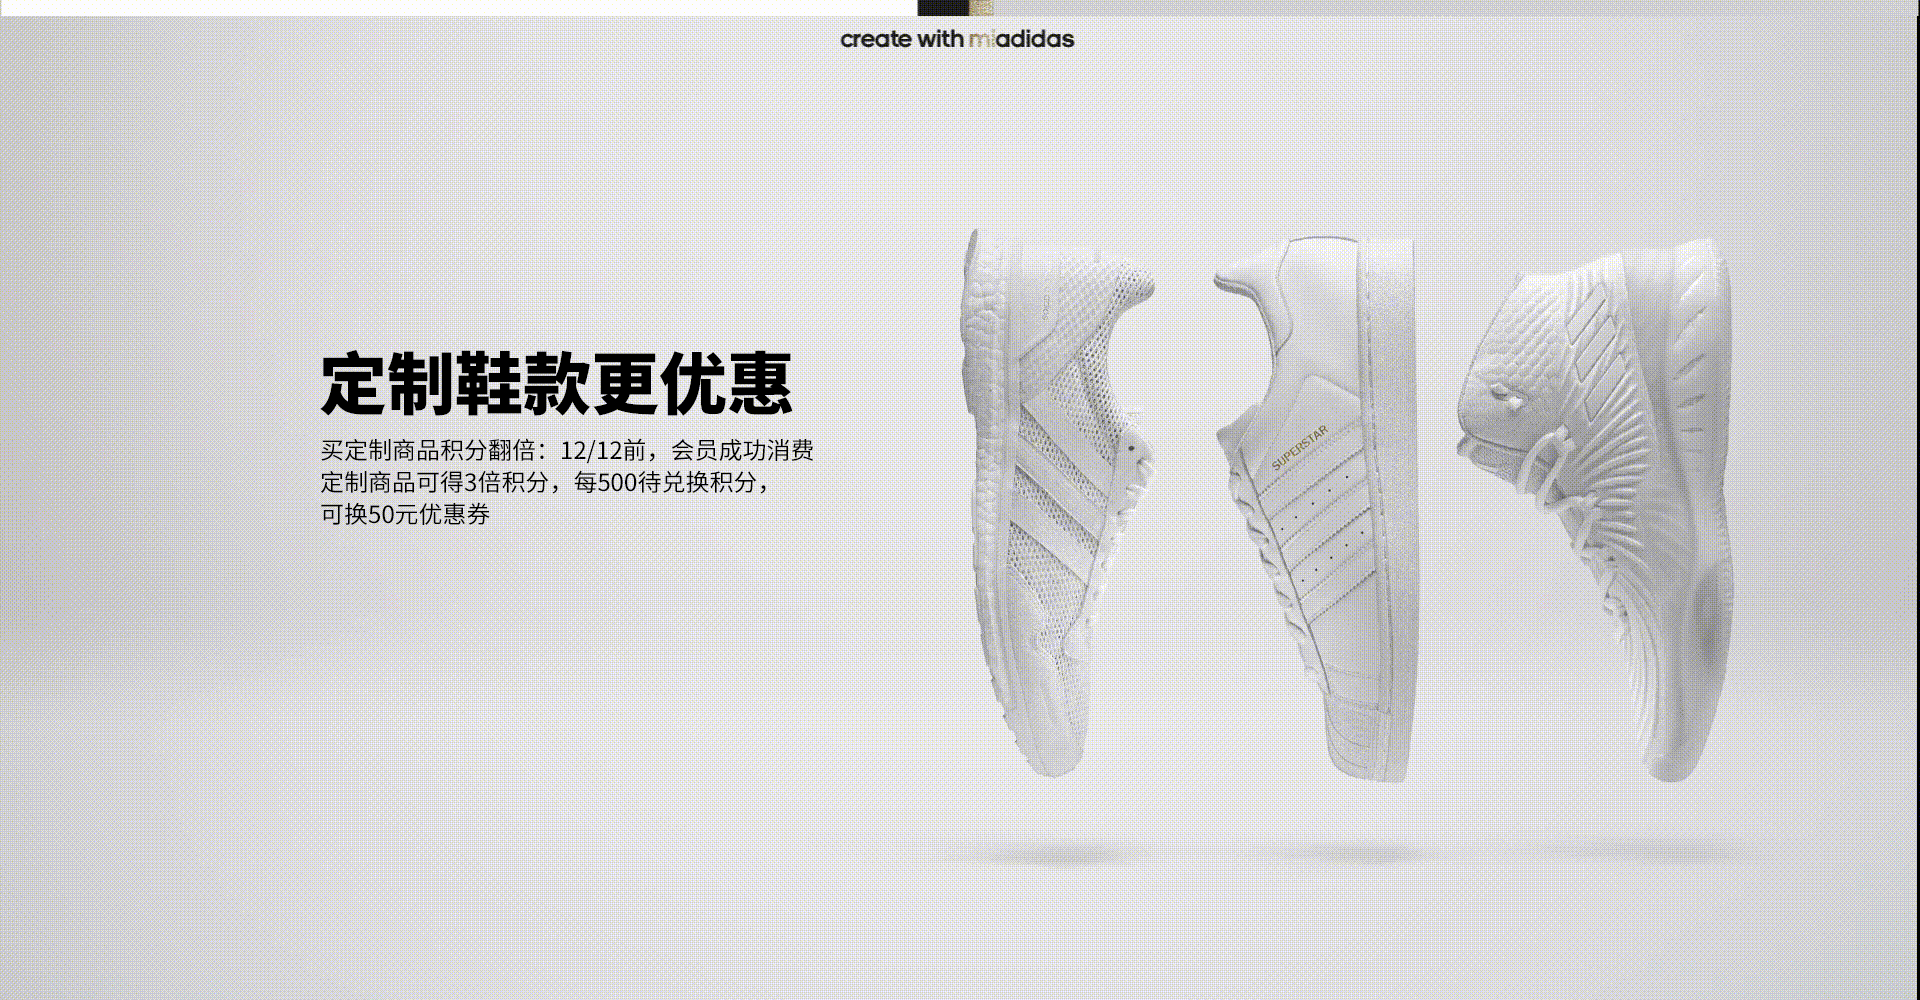 create with miadidas
定制鞋款更优惠
买定制商品积分翻倍：12/12前，会员成功消费
定制商品可得3倍积分，每500待兑换积分，
可换50元优惠券
SUPERSTAR